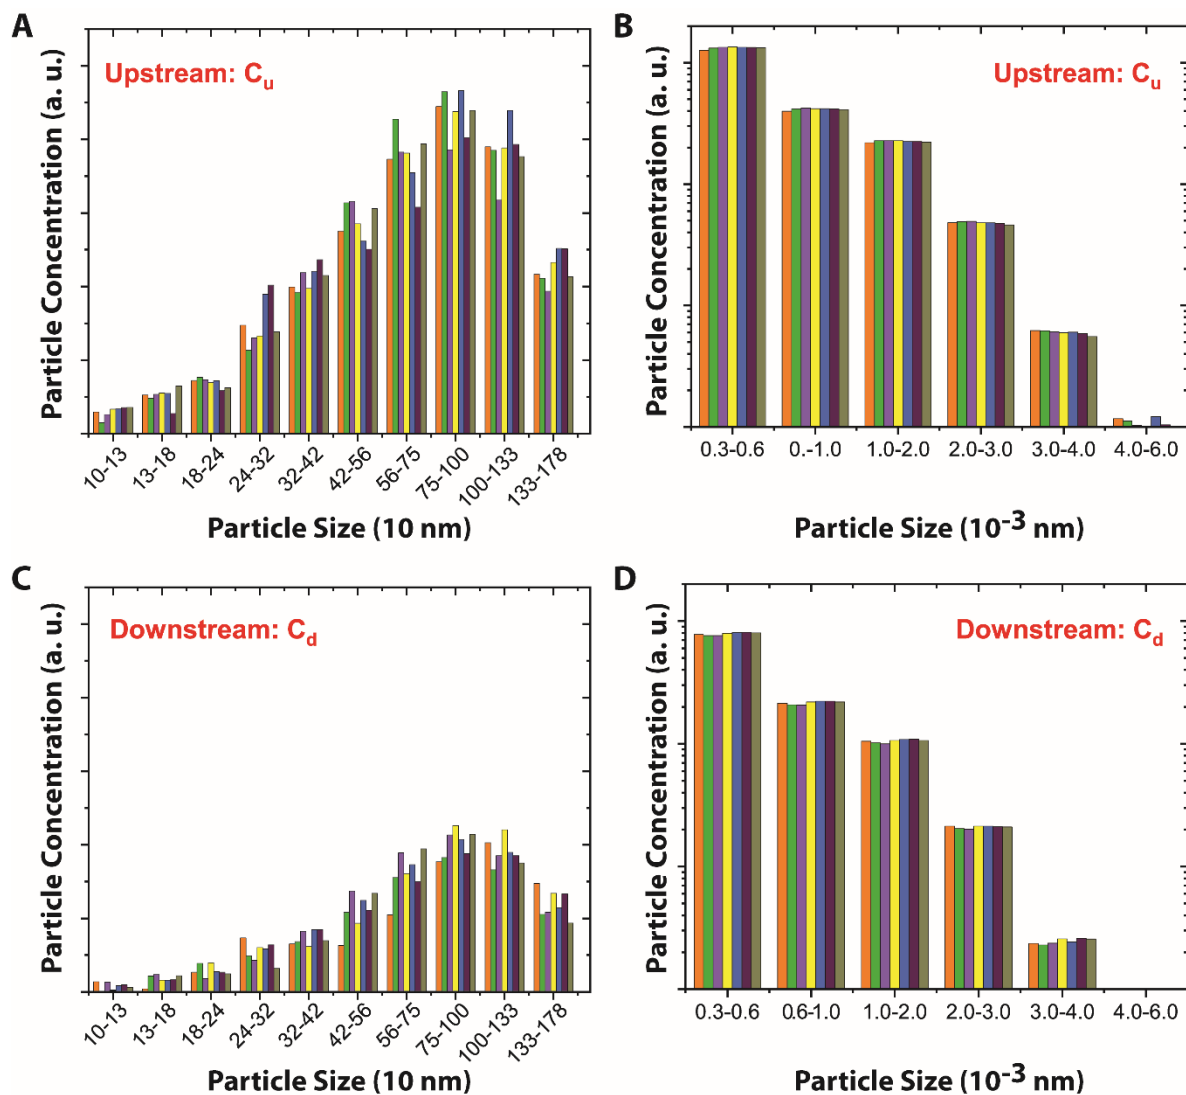 A
Upstream: Cu
Particle Concentration (a. u.)
10-13
13-18
18-24
24-32
32-42
42-56
56-75
75-100
100-133
133-178
Particle Size (10 nm)
B
Upstream: Cu
Particle Concentration (a. u.)
0.3-0.6
0.-1.0
1.0-2.0
2.0-3.0
3.0-4.0
4.0-6.0
Particle Size (10-3 nm)
C
Downstream: Cd
Particle Concentration (a. u.)
10-13
13-18
18-24
24-32
32-42
42-56
56-75
75-100
100-133
133-178
Particle Size (10 nm)
D
Downstream: Cd
Particle Concentration (a. u.)
0.3-0.6
0.6-1.0
1.0-2.0
2.0-3.0
3.0-4.0
4.0-6.0
Particle Size (10-3 nm)